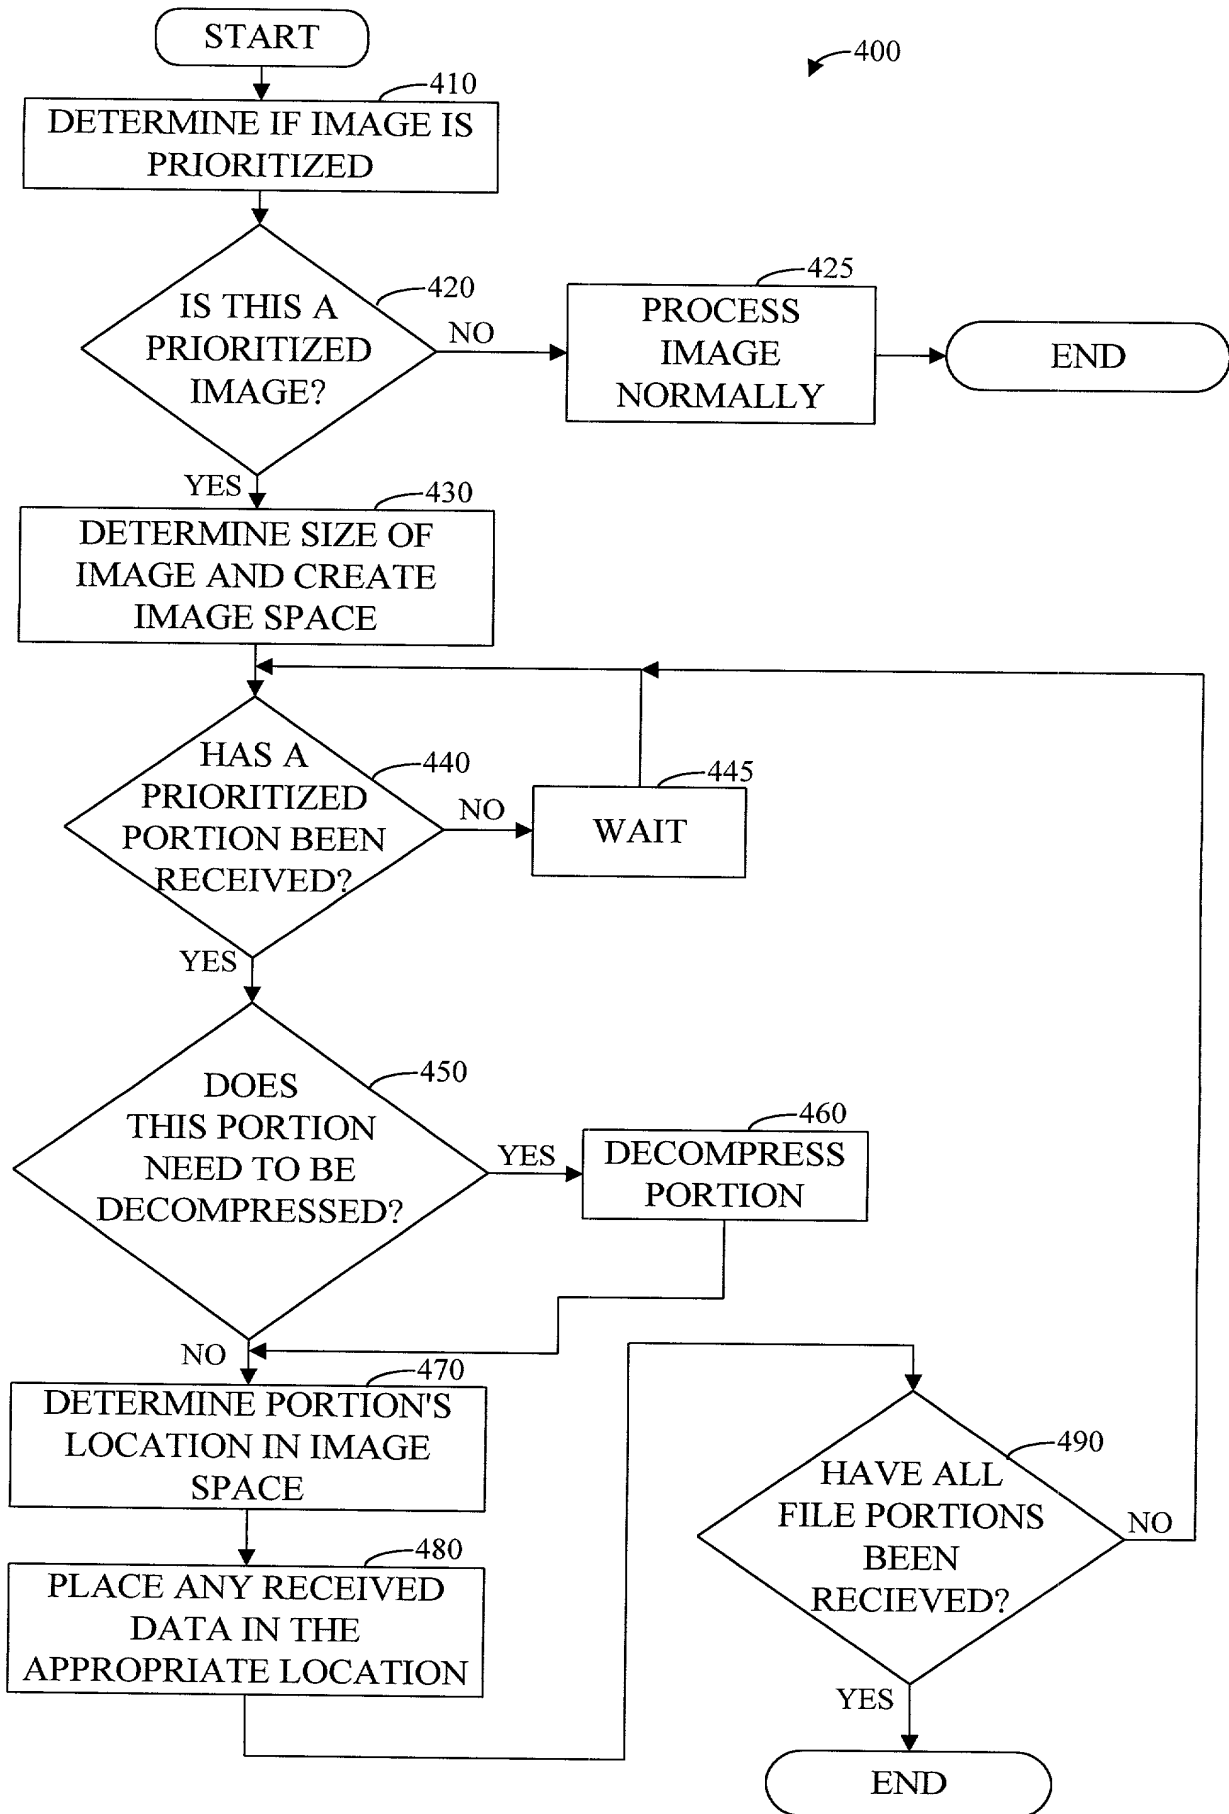 START
400
410
DETERMINE IF IMAGE IS
PRIORITIZED
420
IS THIS A
PRIORITIZED
IMAGE?
NO
425
PROCESS
IMAGE
NORMALLY
END
YES
430
DETERMINE SIZE OF
IMAGE AND CREATE
IMAGE SPACE
440
HAS A
PRIORITIZED
PORTION BEEN
RECEIVED?
NO
445
WAIT
YES
450
DOES
THIS PORTION
NEED TO BE
DECOMPRESSED?
YES
460
DECOMPRESS
PORTION
NO
470
DETERMINE PORTION'S
LOCATION IN IMAGE
SPACE
480
PLACE ANY RECEIVED
DATA IN THE
APPROPRIATE LOCATION
490
HAVE ALL
FILE PORTIONS
BEEN
RECIEVED?
NO
YES
END